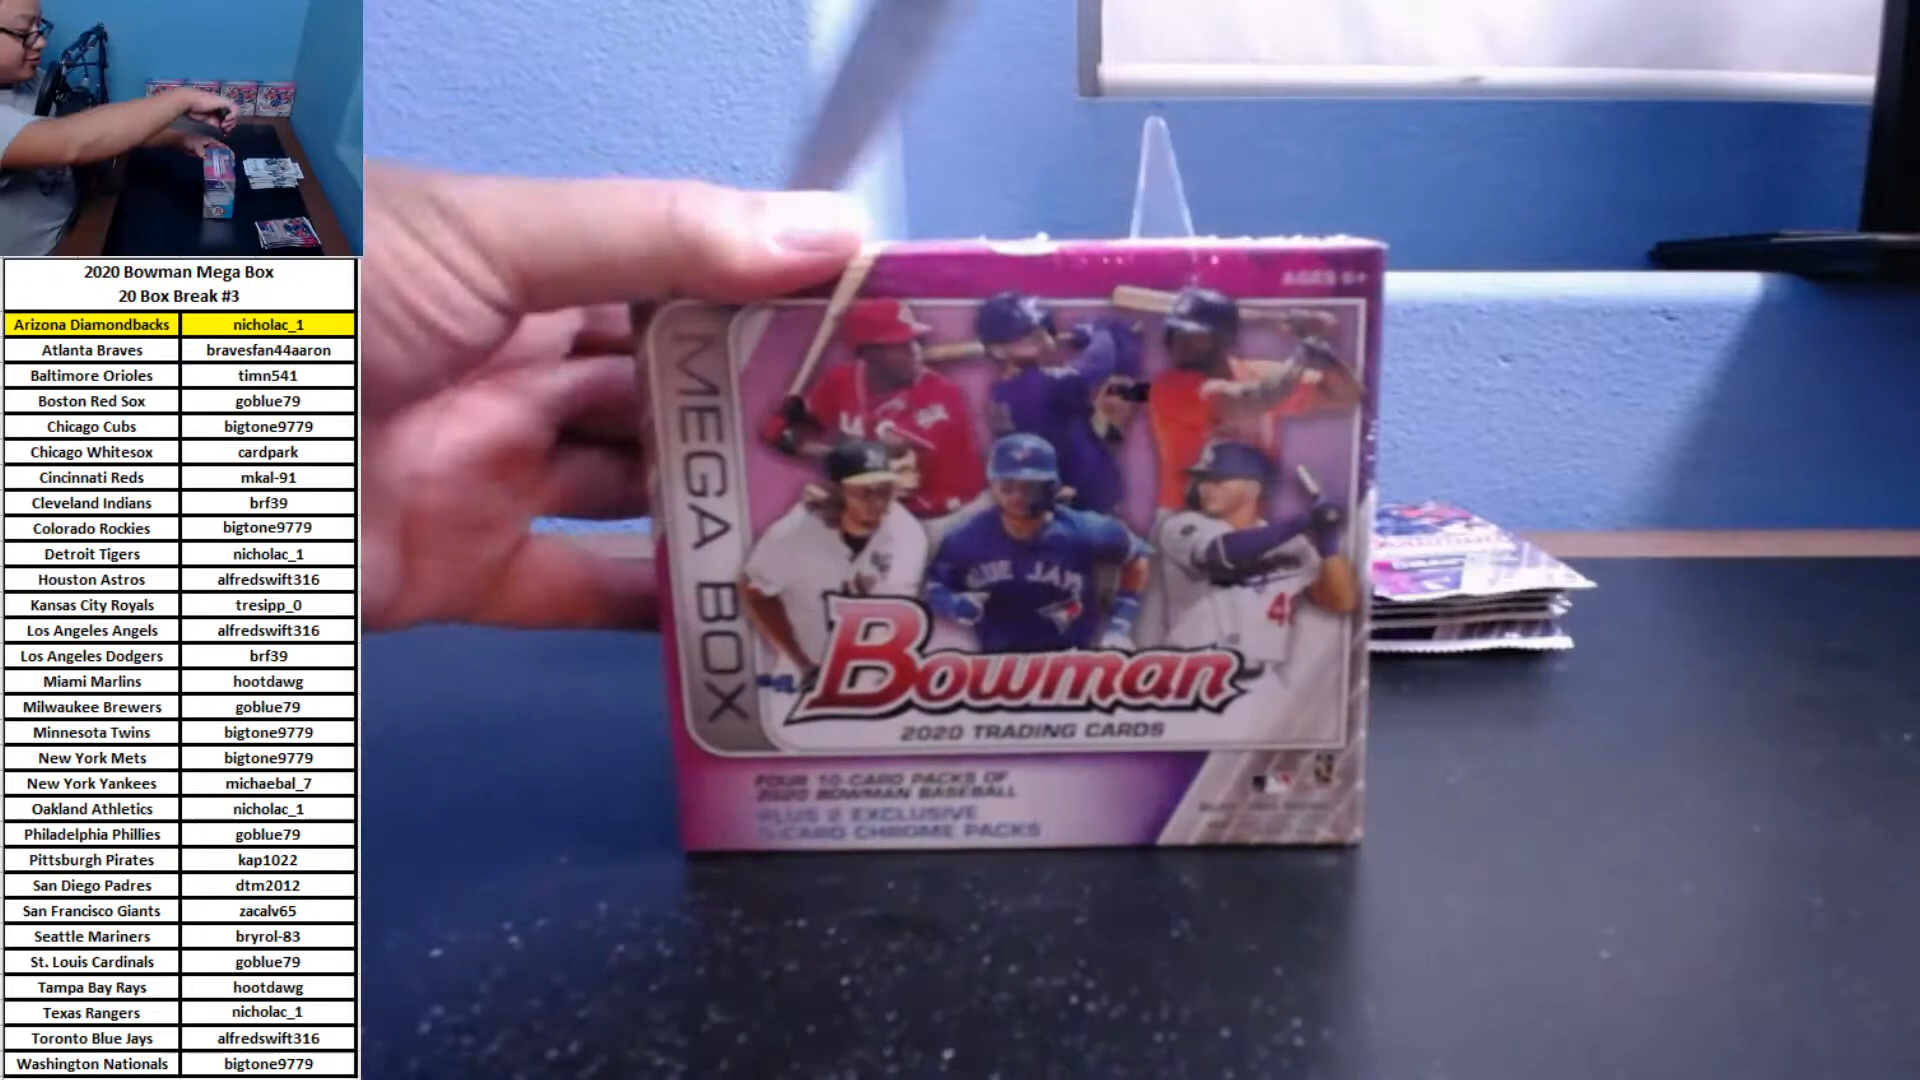 2020 Bowman Mega Box
20 Box Break #3
Arizona Diamondbacks nicholac_1
Atlanta Braves bravesfan44aaron
Baltimore Orioles timn541
Boston Red Sox goblue79
Chicago Cubs bigtone9779
Chicago Whitesox cardpark
Cincinnati Reds mkal-91
Cleveland Indians brf39
Colorado Rockies bigtone9779
Detroit Tigers nicholac_1
Houston Astros alfredswift316
Kansas City Royals tresipp_0
Los Angeles Angels alfredswift316
Los Angeles Dodgers brf39
Miami Marlins hootdawg
Milwaukee Brewers goblue79
Minnesota Twins bigtone9779
New York Mets bigtone9779
New York Yankees michaebal_7
Oakland Athletics nicholac_1
Philadelphia Phillies goblue79
Pittsburgh Pirates kap1022
San Diego Padres dtm2012
San Francisco Giants zacalv65
Seattle Mariners bryrol-83
St. Louis Cardinals goblue79
Tampa Bay Rays hootdawg
Texas Rangers nicholac_1
Toronto Blue Jays alfredswift316
Washington Nationals bigtone9779
AGES 6+
MEGA BOX
BLUE JAYS
Bowman
2020 TRADING CARDS
FOUR 10-CARD PACKS OF
2020 BOWMAN BASEBALL
PLUS 2 EXCLUSIVE
5-CARD CHROME PACKS